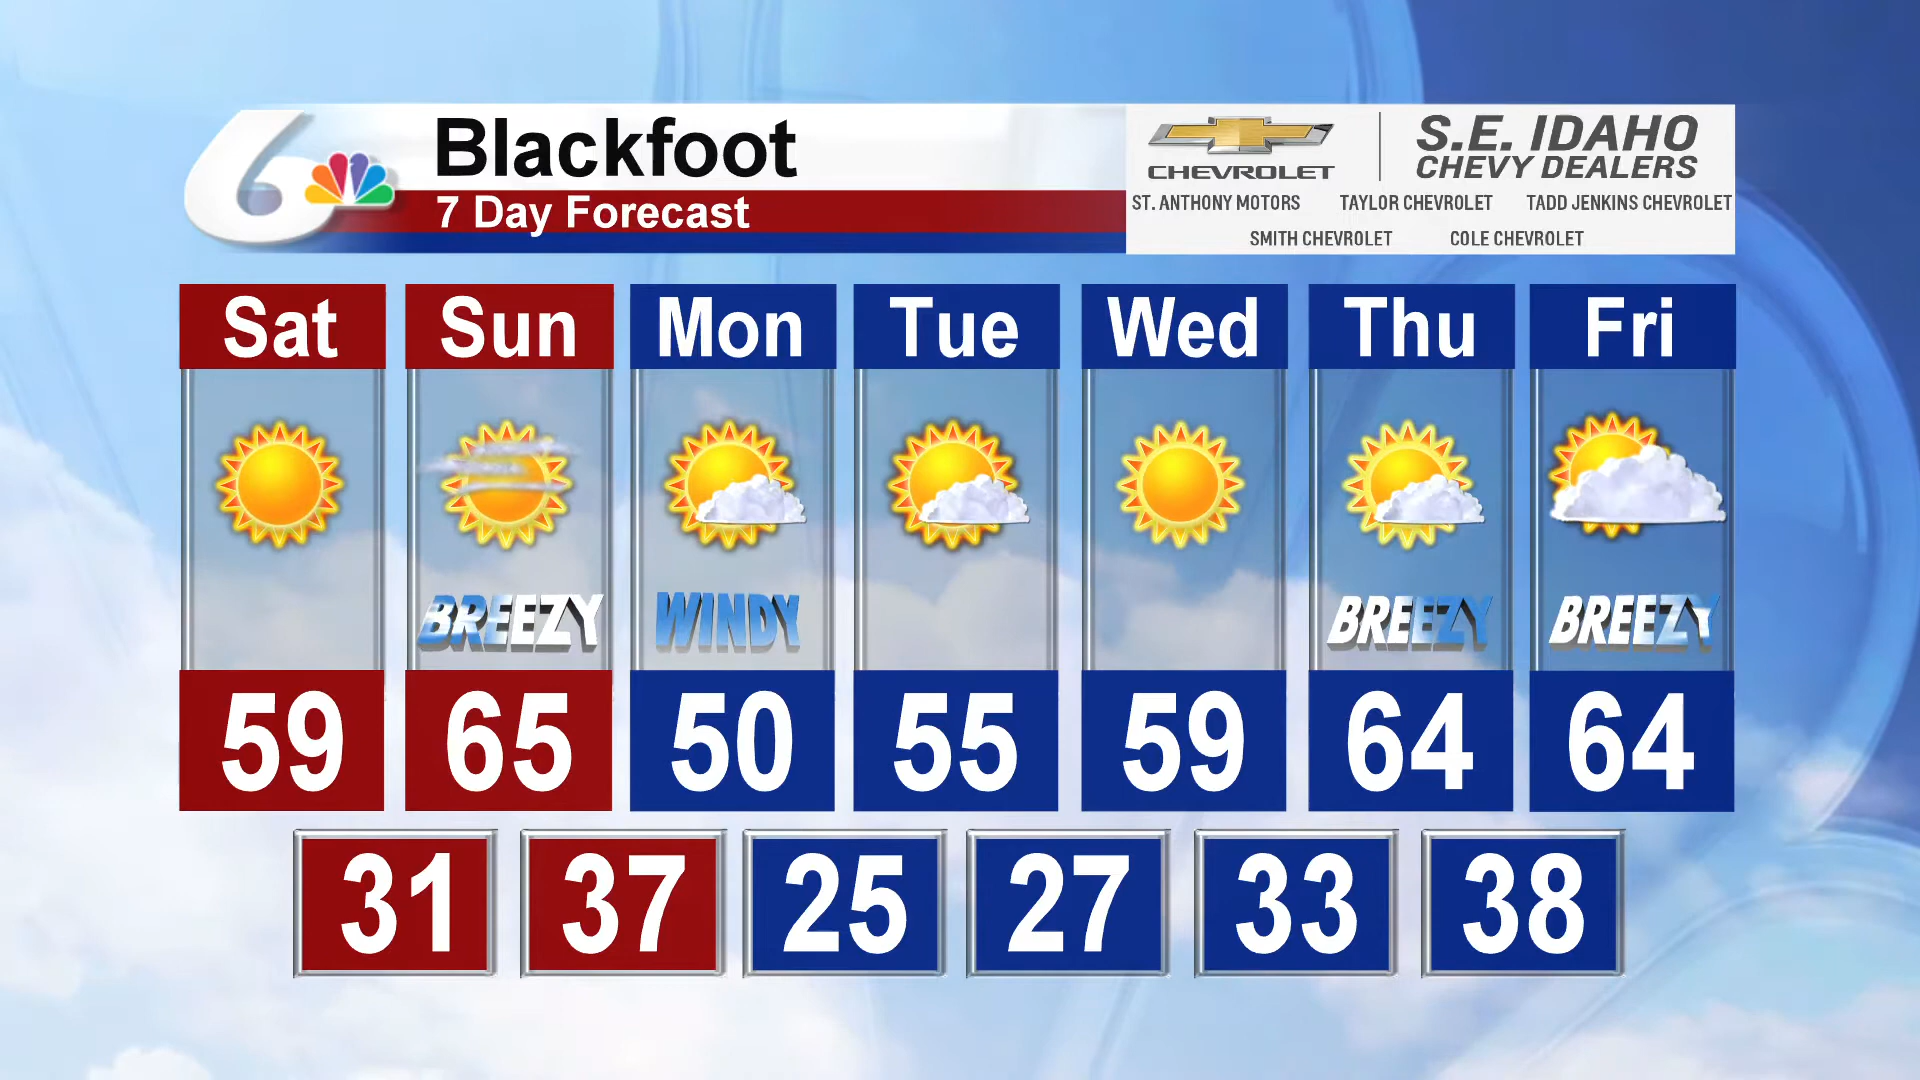 6
Blackfoot
7 Day Forecast
CHEVROLET
S.E. IDAHO
CHEVY DEALERS
ST. ANTHONY MOTORS TAYLOR CHEVROLET TADD JENKINS CHEVROLET
SMITH CHEVROLET COLE CHEVROLET
Sat Sun Mon Tue Wed Thu Fri
BREEZY WINDY BREEZY BREEZY
59 65 50 55 59 64 64
31 37 25 27 33 38